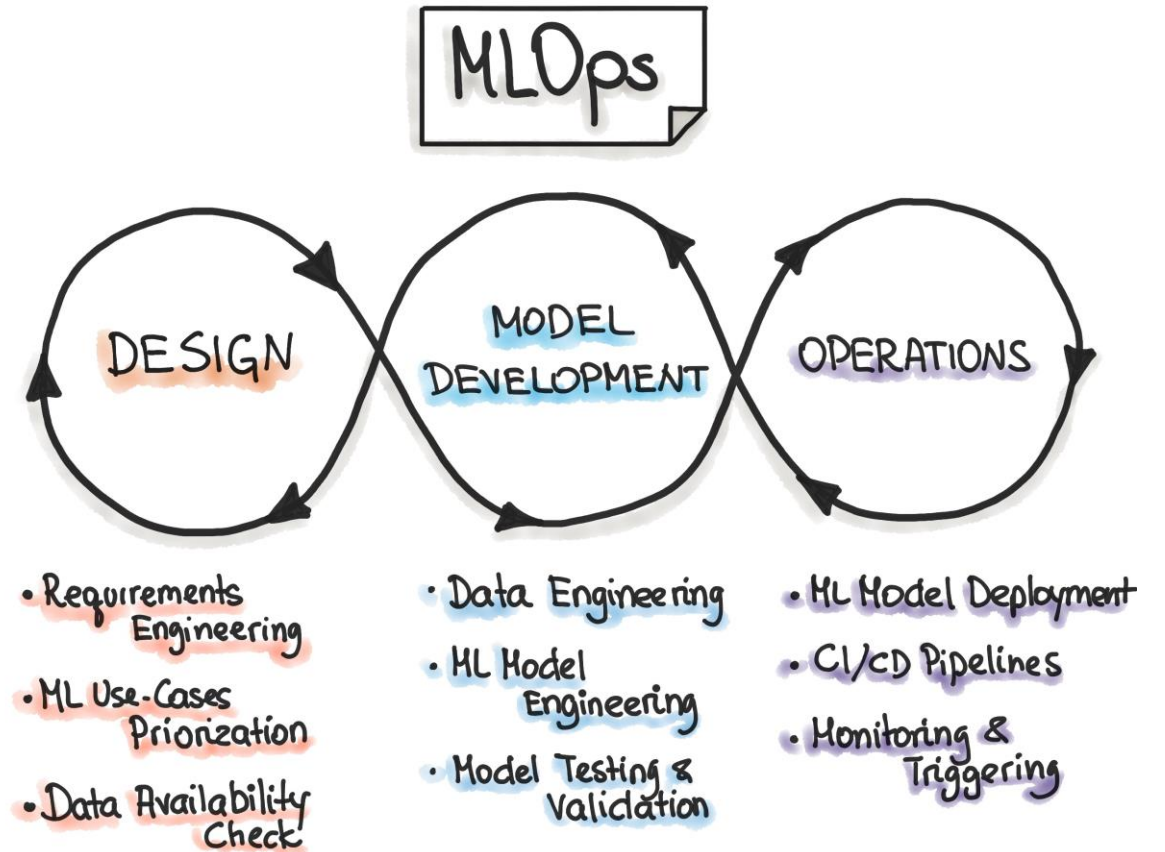 MLOps
DESIGN
MODEL
DEVELOPMENT
OPERATIONS
• Requirements
Engineering
• ML Use-Cases
Priorization
• Data Availability
Check
• Data Engineering
• ML Model
Engineering
• Model Testing &
Validation
• ML Model Deployment
• CI/CD Pipelines
• Monitoring &
Triggering